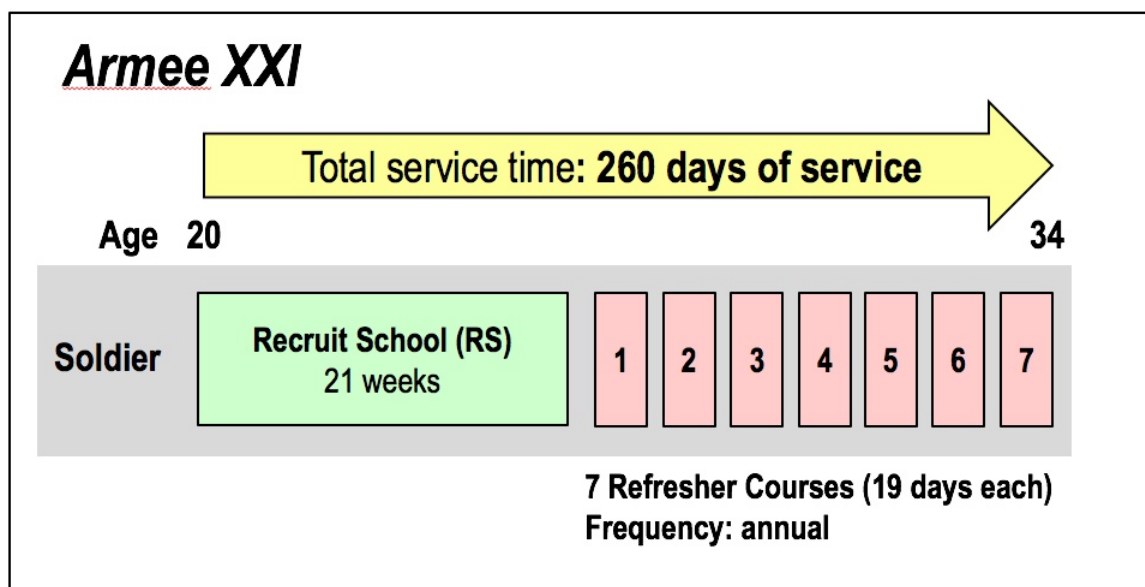 Armee XXI
Total service time: 260 days of service
Age 20 34
Soldier
Recruit School (RS)
21 weeks
1 2 3 4 5 6 7
7 Refresher Courses (19 days each)
Frequency: annual